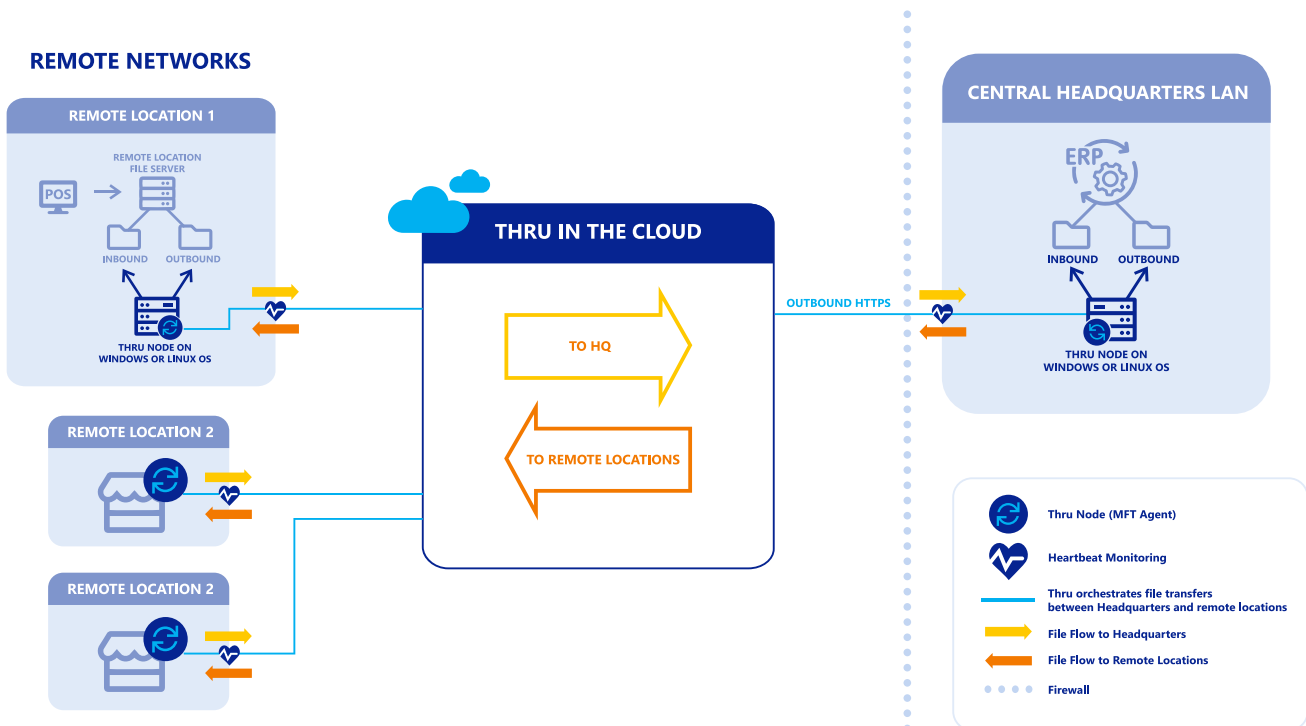 REMOTE NETWORKS
REMOTE LOCATION 1
REMOTE LOCATION
FILE SERVER
POS
INBOUND
OUTBOUND
THRU NODE ON
WINDOWS OR LINUX OS
REMOTE LOCATION 2
REMOTE LOCATION 2
THRU IN THE CLOUD
TO HQ
TO REMOTE LOCATIONS
OUTBOUND HTTPS
CENTRAL HEADQUARTERS LAN
ERP
INBOUND
OUTBOUND
THRU NODE ON
WINDOWS OR LINUX OS
Thru Node (MFT Agent)
Heartbeat Monitoring
Thru orchestrates file transfers
between Headquarters and remote locations
File Flow to Headquarters
File Flow to Remote Locations
Firewall